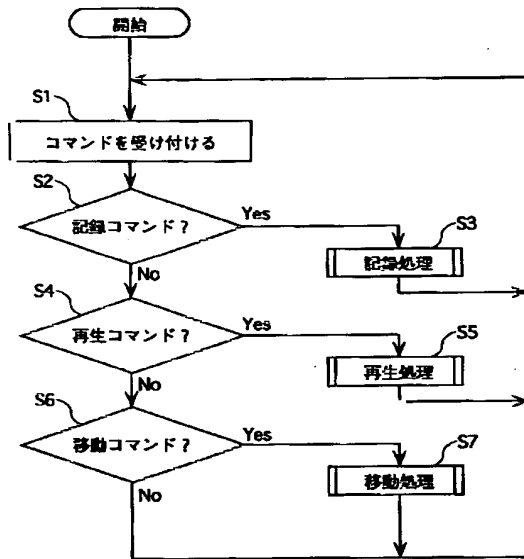 開始
S1
コマンドを受け付ける
S2
記録コマンド?
Yes
S3
記録処理
No
S4
再生コマンド?
Yes
S5
再生処理
No
S6
移動コマンド?
Yes
S7
移動処理
No